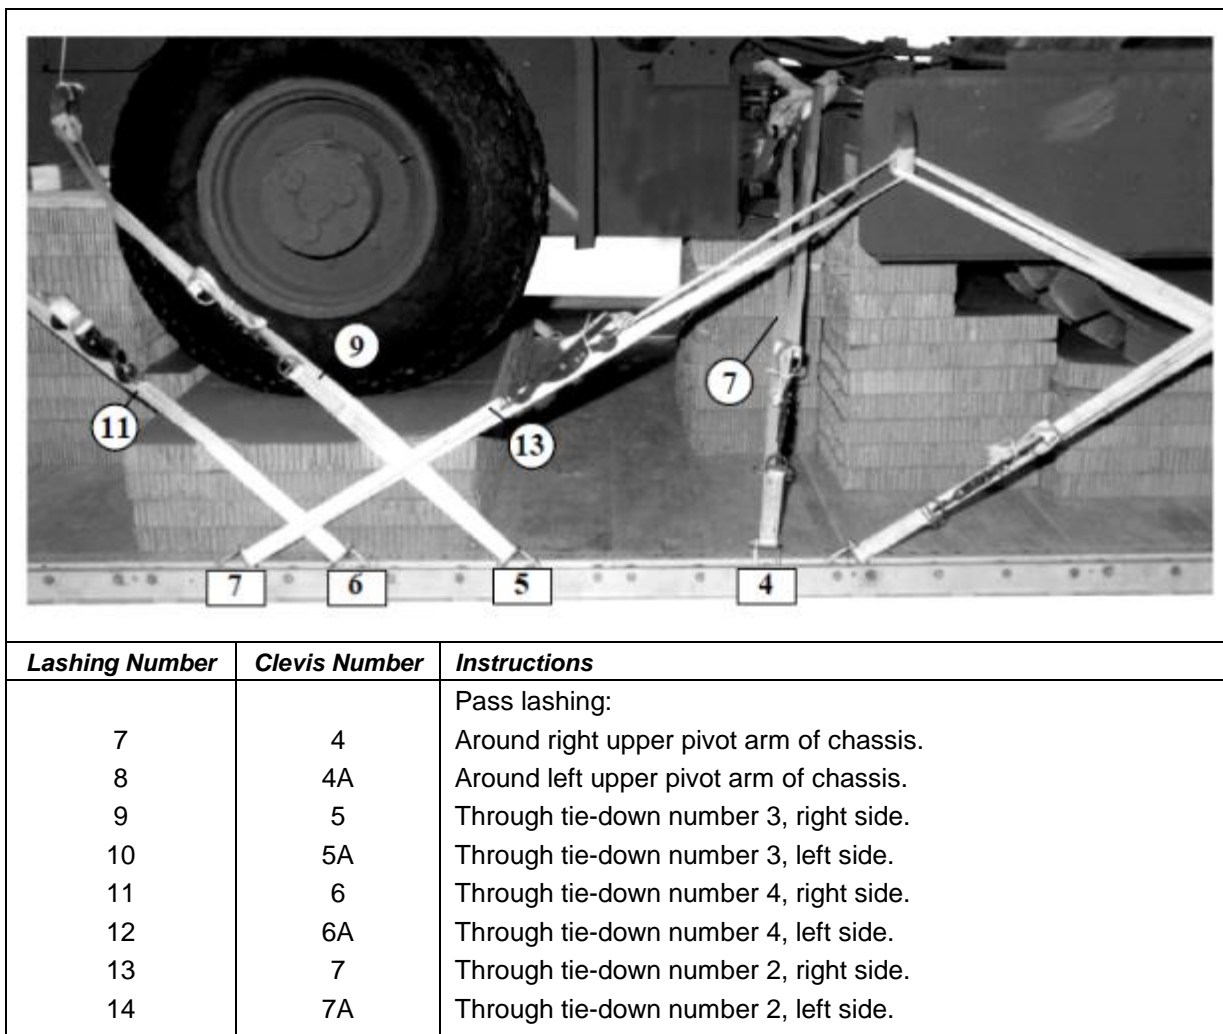 9
7
11
13
7
6
5
4
Lashing Number Clevis Number Instructions
Pass lashing:
7 4 Around right upper pivot arm of chassis.
8 4A Around left upper pivot arm of chassis.
9 5 Through tie-down number 3, right side.
10 5A Through tie-down number 3, left side.
11 6 Through tie-down number 4, right side.
12 6A Through tie-down number 4, left side.
13 7 Through tie-down number 2, right side.
14 7A Through tie-down number 2, left side.